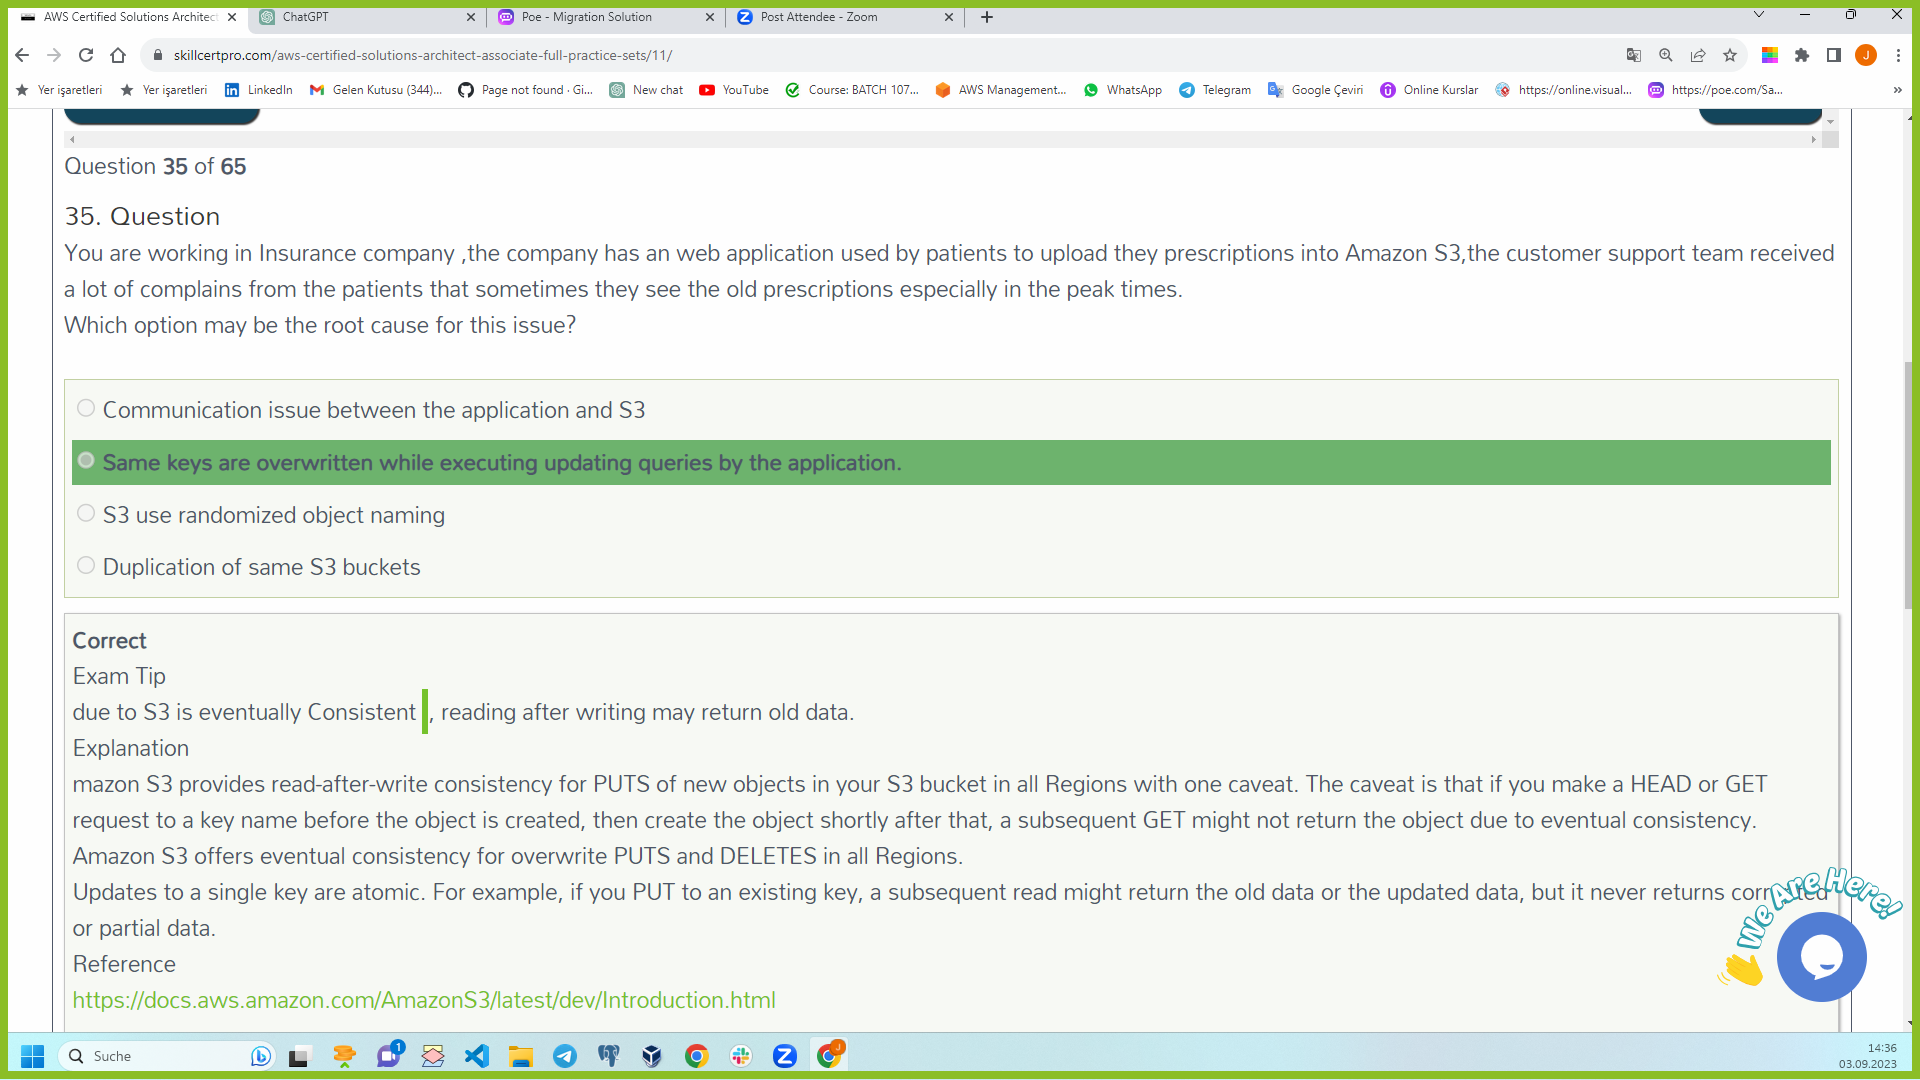 AWS Certified Solutions Architect
ChatGPT
Poe - Migration Solution
Post Attendee - Zoom
skillcertpro.com/aws-certified-solutions-architect-associate-full-practice-sets/11/
J
Yer işaretleri
Yer işaretleri
LinkedIn
Gelen Kutusu (344)...
Page not found · Gi...
New chat
YouTube
Course: BATCH 107...
AWS Management...
WhatsApp
Telegram
Google Çeviri
Online Kurslar
https://online.visual...
https://poe.com/Sa...
»
Question 35 of 65
35. Question
You are working in Insurance company ,the company has an web application used by patients to upload they prescriptions into Amazon S3,the customer support team received
a lot of complains from the patients that sometimes they see the old prescriptions especially in the peak times.
Which option may be the root cause for this issue?
Communication issue between the application and S3
Same keys are overwritten while executing updating queries by the application.
S3 use randomized object naming
Duplication of same S3 buckets
Correct
Exam Tip
due to S3 is eventually Consistent , reading after writing may return old data.
Explanation
mazon S3 provides read-after-write consistency for PUTS of new objects in your S3 bucket in all Regions with one caveat. The caveat is that if you make a HEAD or GET
request to a key name before the object is created, then create the object shortly after that, a subsequent GET might not return the object due to eventual consistency.
Amazon S3 offers eventual consistency for overwrite PUTS and DELETES in all Regions.
Updates to a single key are atomic. For example, if you PUT to an existing key, a subsequent read might return the old data or the updated data, but it never returns
or partial data.
We Are Here!
Reference
https://docs.aws.amazon.com/AmazonS3/latest/dev/Introduction.html
Suche
1
J
14:36
03.09.2023